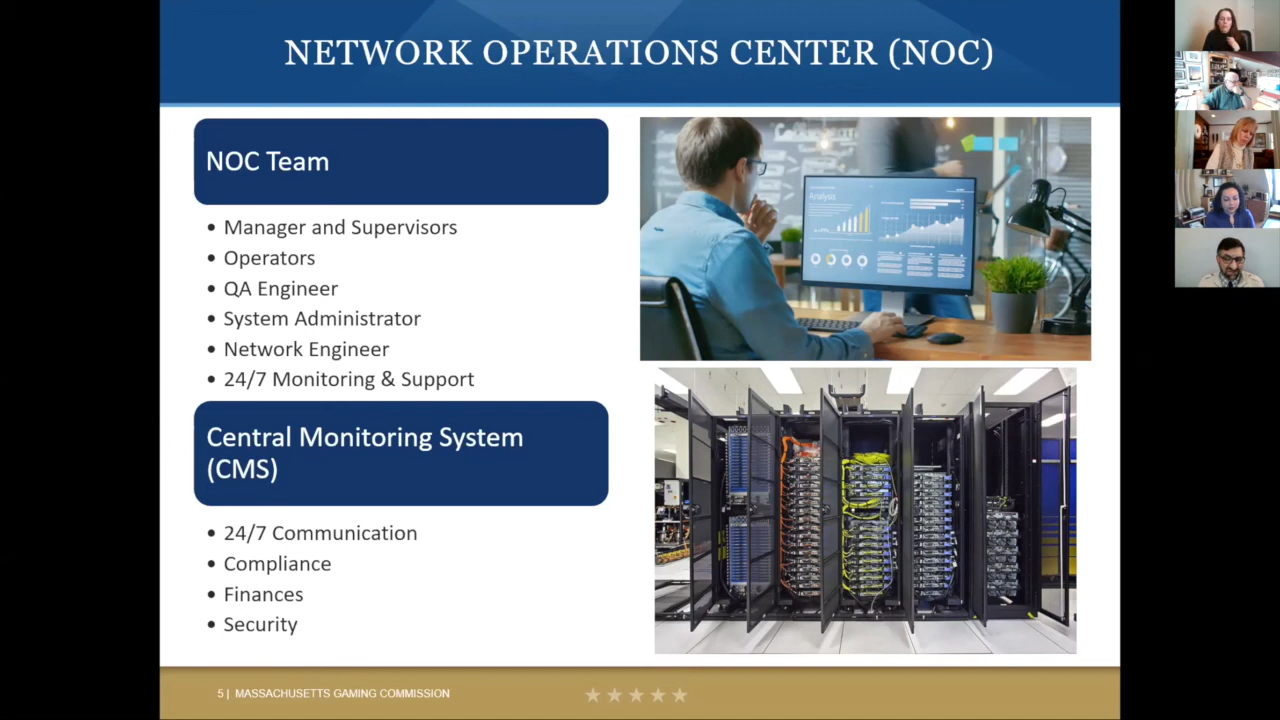 NETWORK OPERATIONS CENTER (NOC)
NOC Team
• Manager and Supervisors
• Operators
• QA Engineer
• System Administrator
• Network Engineer
• 24/7 Monitoring & Support
Central Monitoring System
(CMS)
• 24/7 Communication
• Compliance
• Finances
• Security
Analysis
5 | MASSACHUSETTS GAMING COMMISSION